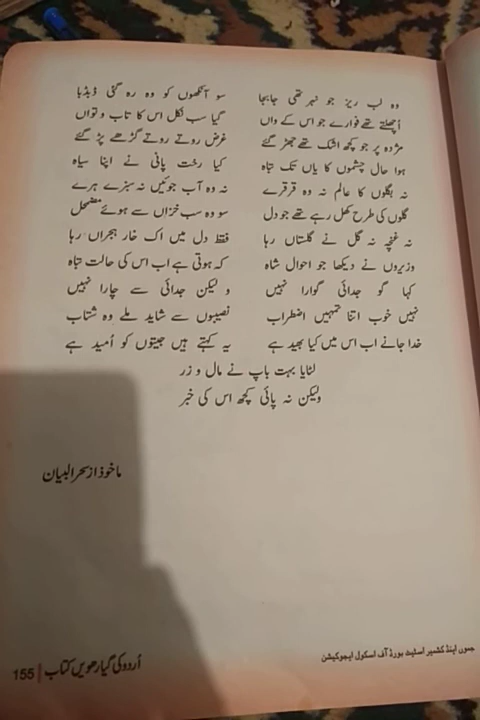 وہ لب ریز جو نہر تھی جابجا سو آنکھوں کو وہ رہ گئی ڈبڈبا
اُچھلتے تھے فوارے جو اس کے واں گیا سب نکل اس کا تاب و تواں
مژدہ پر جو کچھ اشک تھے جھڑ گئے غرض روتے روتے گڑھے پڑ گئے
ہوا حال چشموں کا یاں تک تباہ کیا رخت پانی نے اپنا سیاہ
نہ بگلوں کا عالم نہ وہ قرقرے نہ وہ آب جوئیں نہ سبزے ہرے
گلوں کی طرح کھل رہے تھے جو دل سو وہ سب خزاں سے ہوئے مضمحل
نہ غنچہ نہ گل نے گلستاں رہا فقط دل میں اک خار ہجراں رہا
وزیروں نے دیکھا جو احوال شاہ کہ ہوتی ہے اب اس کی حالت تباہ
کہا گو جدائی گوارا نہیں و لیکن جدائی سے چارا نہیں
نہیں خوب اتنا تمہیں اضطراب نصیبوں سے شاید ملے وہ شتاب
خدا جانے اب اس میں کیا بھید ہے یہ کہتے ہیں جیتوں کو اُمید ہے
لٹایا بہت باپ نے مال و زر
ولیکن نہ پائی کچھ اس کی خبر
ماخوذ از سحرالبیان
جموں اینڈ کشمیر اسٹیٹ بورڈ آف اسکول ایجوکیشن
اُردو کی گیارھویں کتاب | 155